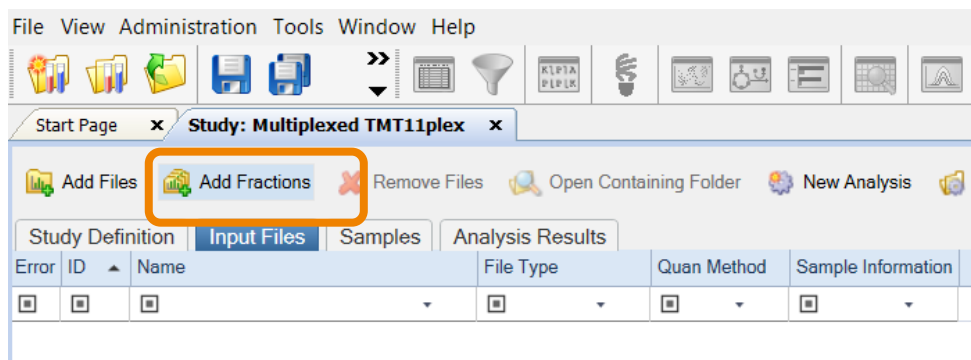 File View Administration Tools Window Help
KLPLA
PLPLK
Start Page x Study: Multiplexed TMT11plex x
Add Files Add Fractions Remove Files Open Containing Folder New Analysis
Study Definition Input Files Samples Analysis Results
Error ID Name File Type Quan Method Sample Information